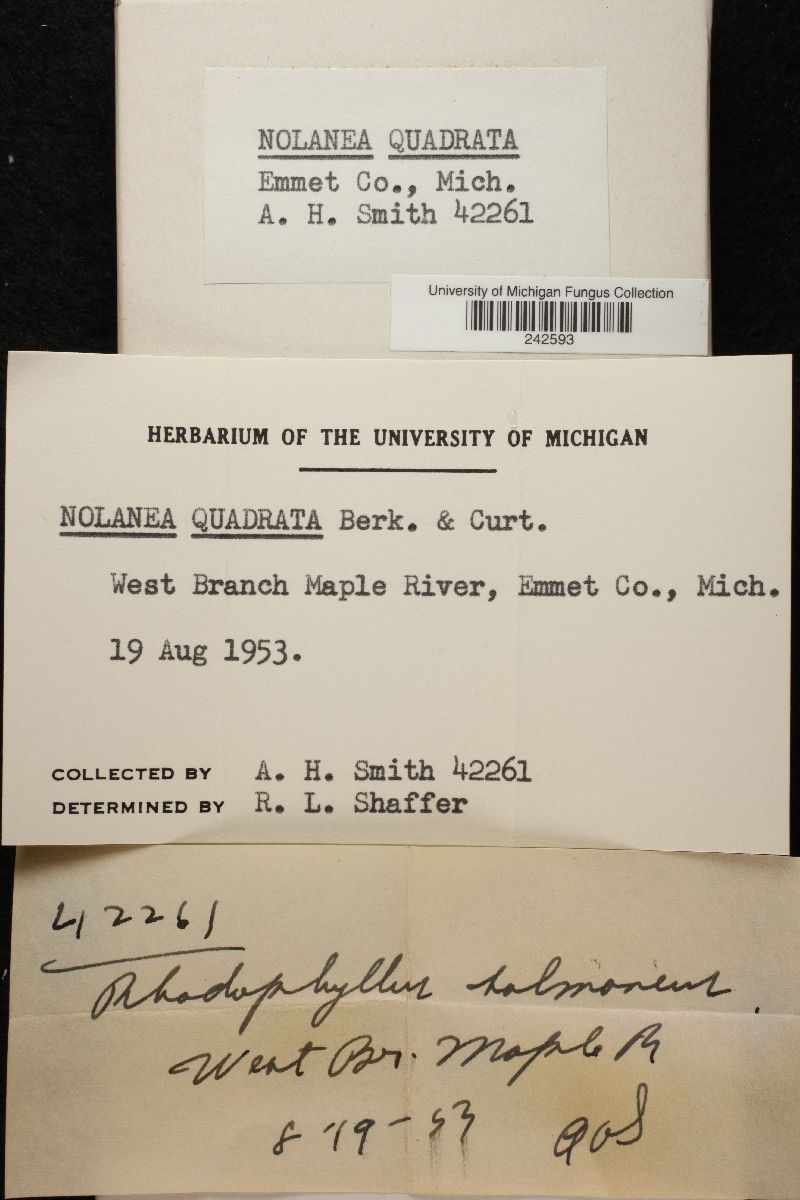 NOLANEA QUADRATA
Emmet Co., Mich.
A. H. Smith 42261
University of Michigan Fungus Collection
242593
HERBARIUM OF THE UNIVERSITY OF MICHIGAN
NOLANEA QUADRATA Berk. & Curt.
West Branch Maple River, Emmet Co., Mich.
19 Aug 1953.
COLLECTED BY A. H. Smith 42261
DETERMINED BY R. L. Shaffer
42261
Rhodophyllus salmoneus.
West Br. Maple R
8-19-53